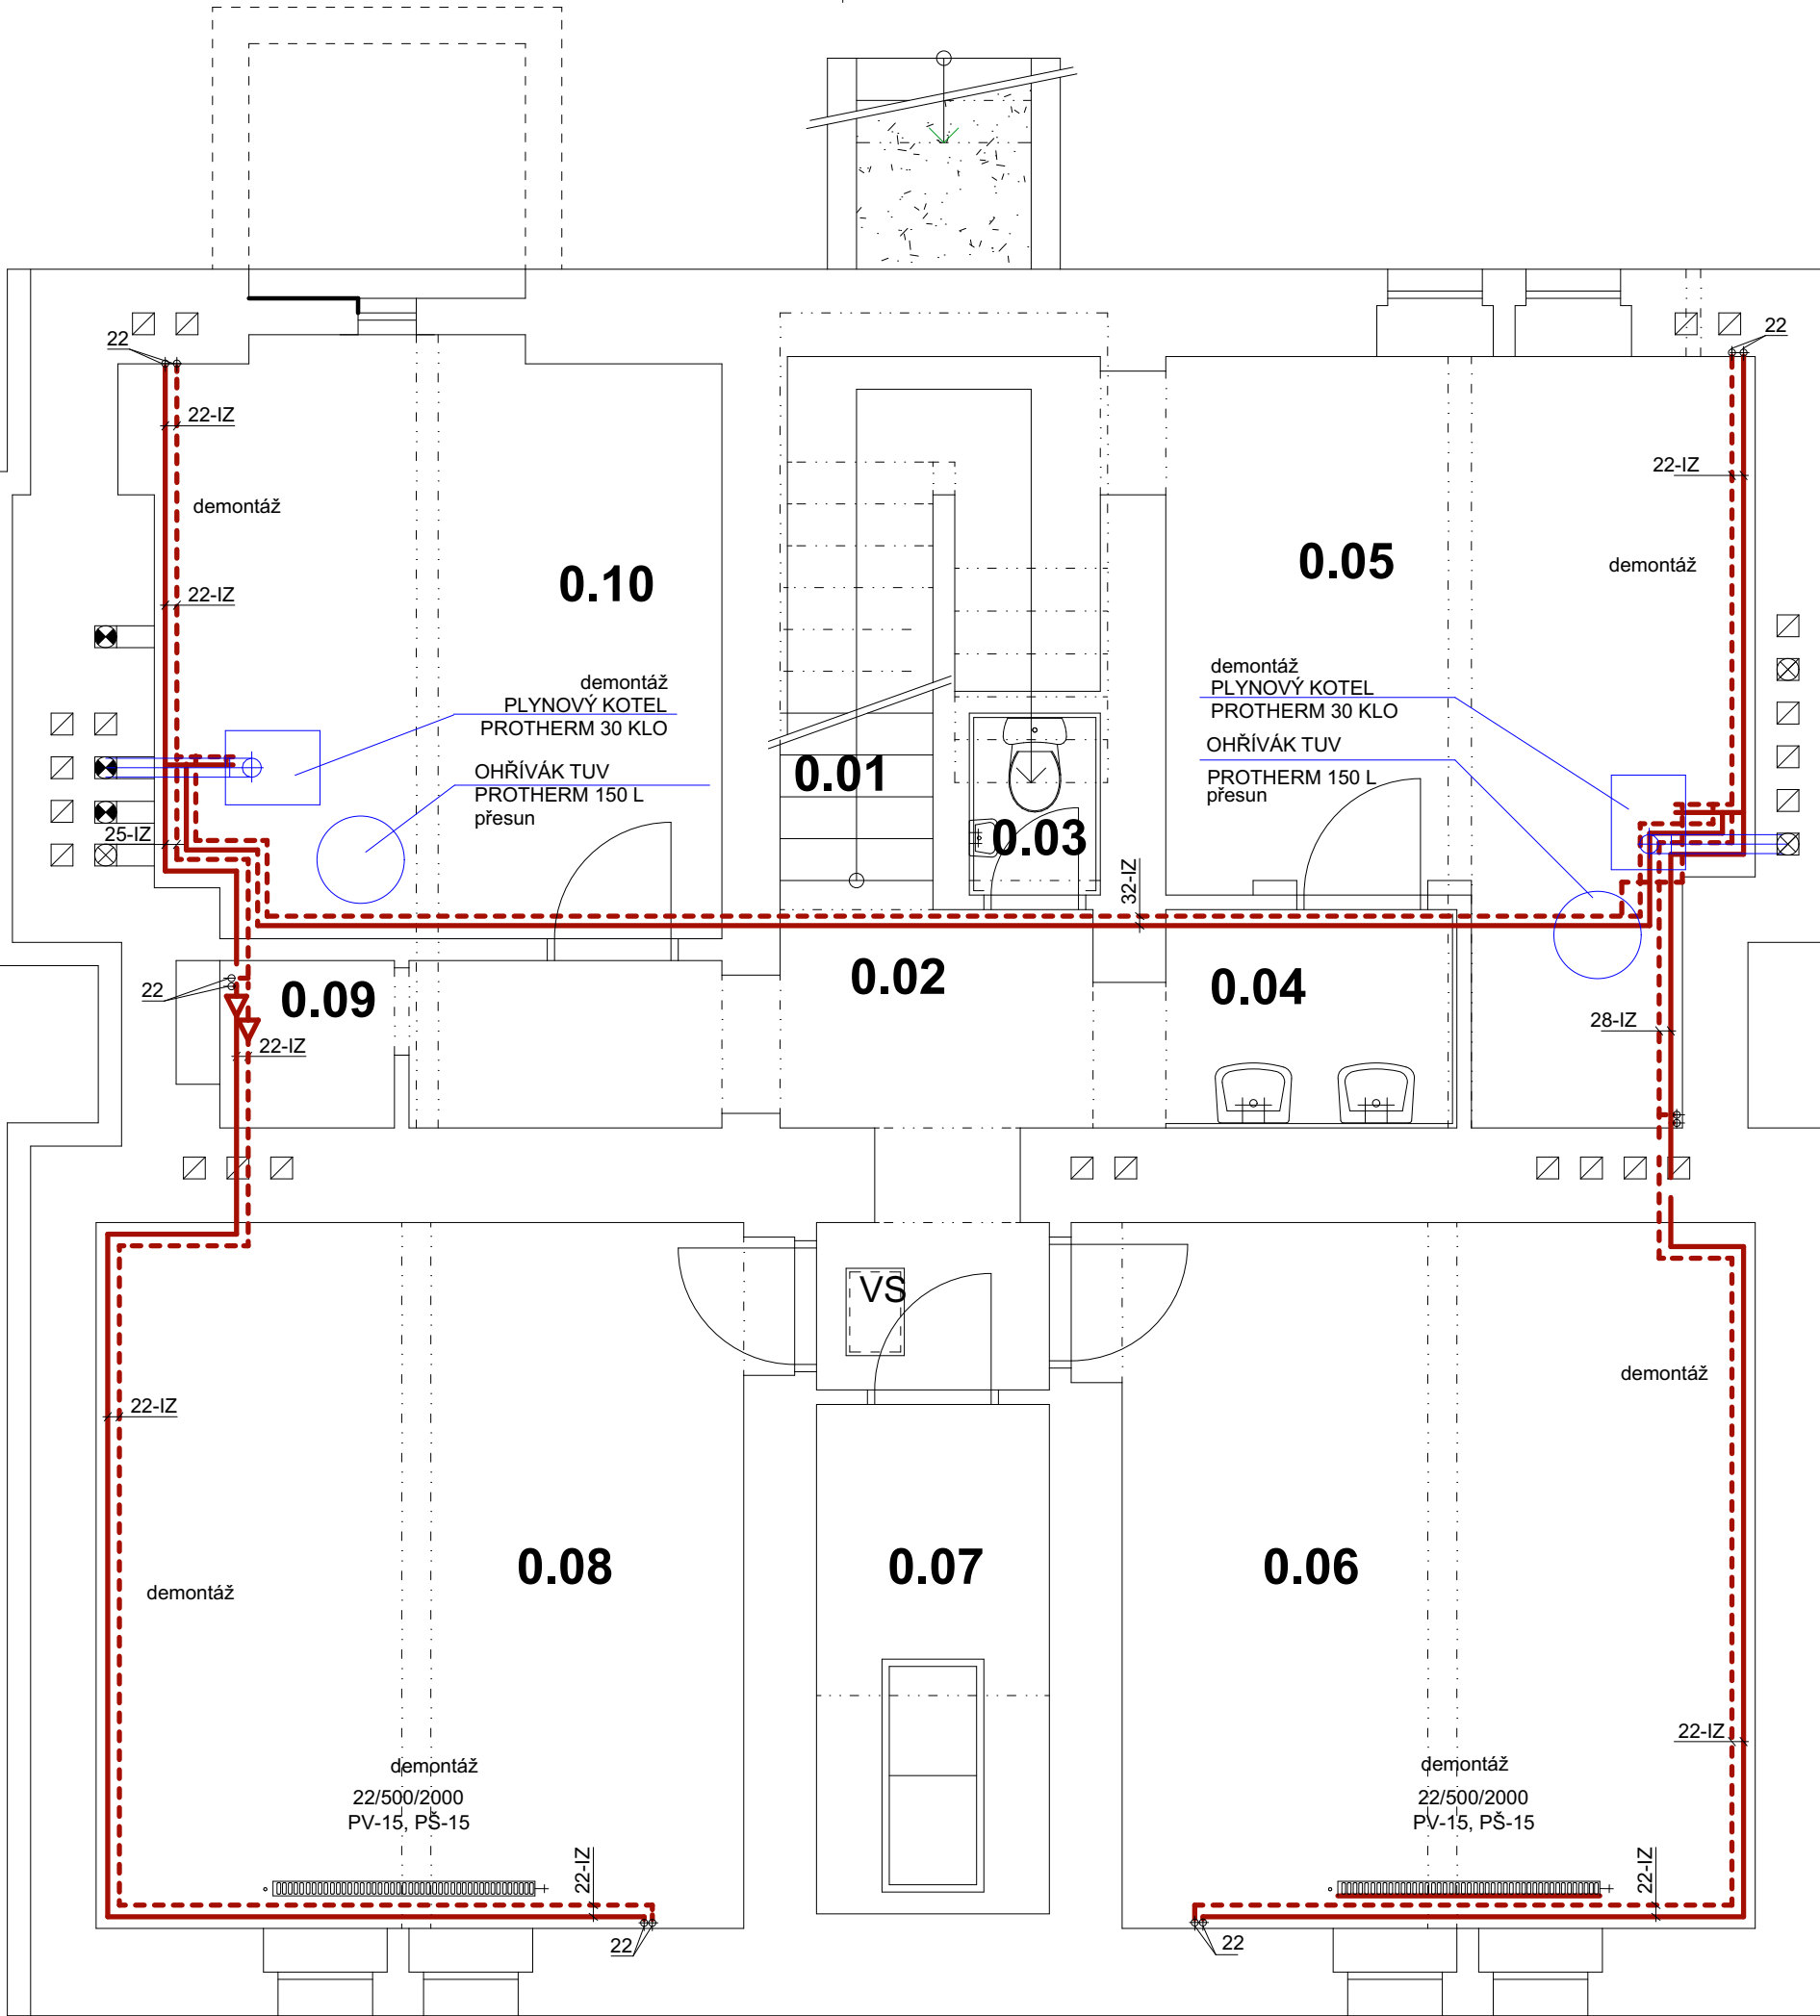 22
22
22-IZ
22-IZ
demontáž
0.10
0.05
demontáž
22-IZ
demontáž
PLYNOVÝ KOTEL
PROTHERM 30 KLO
demontáž
PLYNOVÝ KOTEL
PROTHERM 30 KLO
OHŘÍVÁK TUV
PROTHERM 150 L
přesun
0.01
OHŘÍVÁK TUV
PROTHERM 150 L
přesun
25-IZ
0.03
32-IZ
0.02
0.04
22
0.09
28-IZ
22-IZ
VS
demontáž
22-IZ
0.08
0.07
0.06
demontáž
22-IZ
demontáž
22/500/2000
PV-15, PŠ-15
demontáž
22/500/2000
PV-15, PŠ-15
22-IZ
22-IZ
22
22